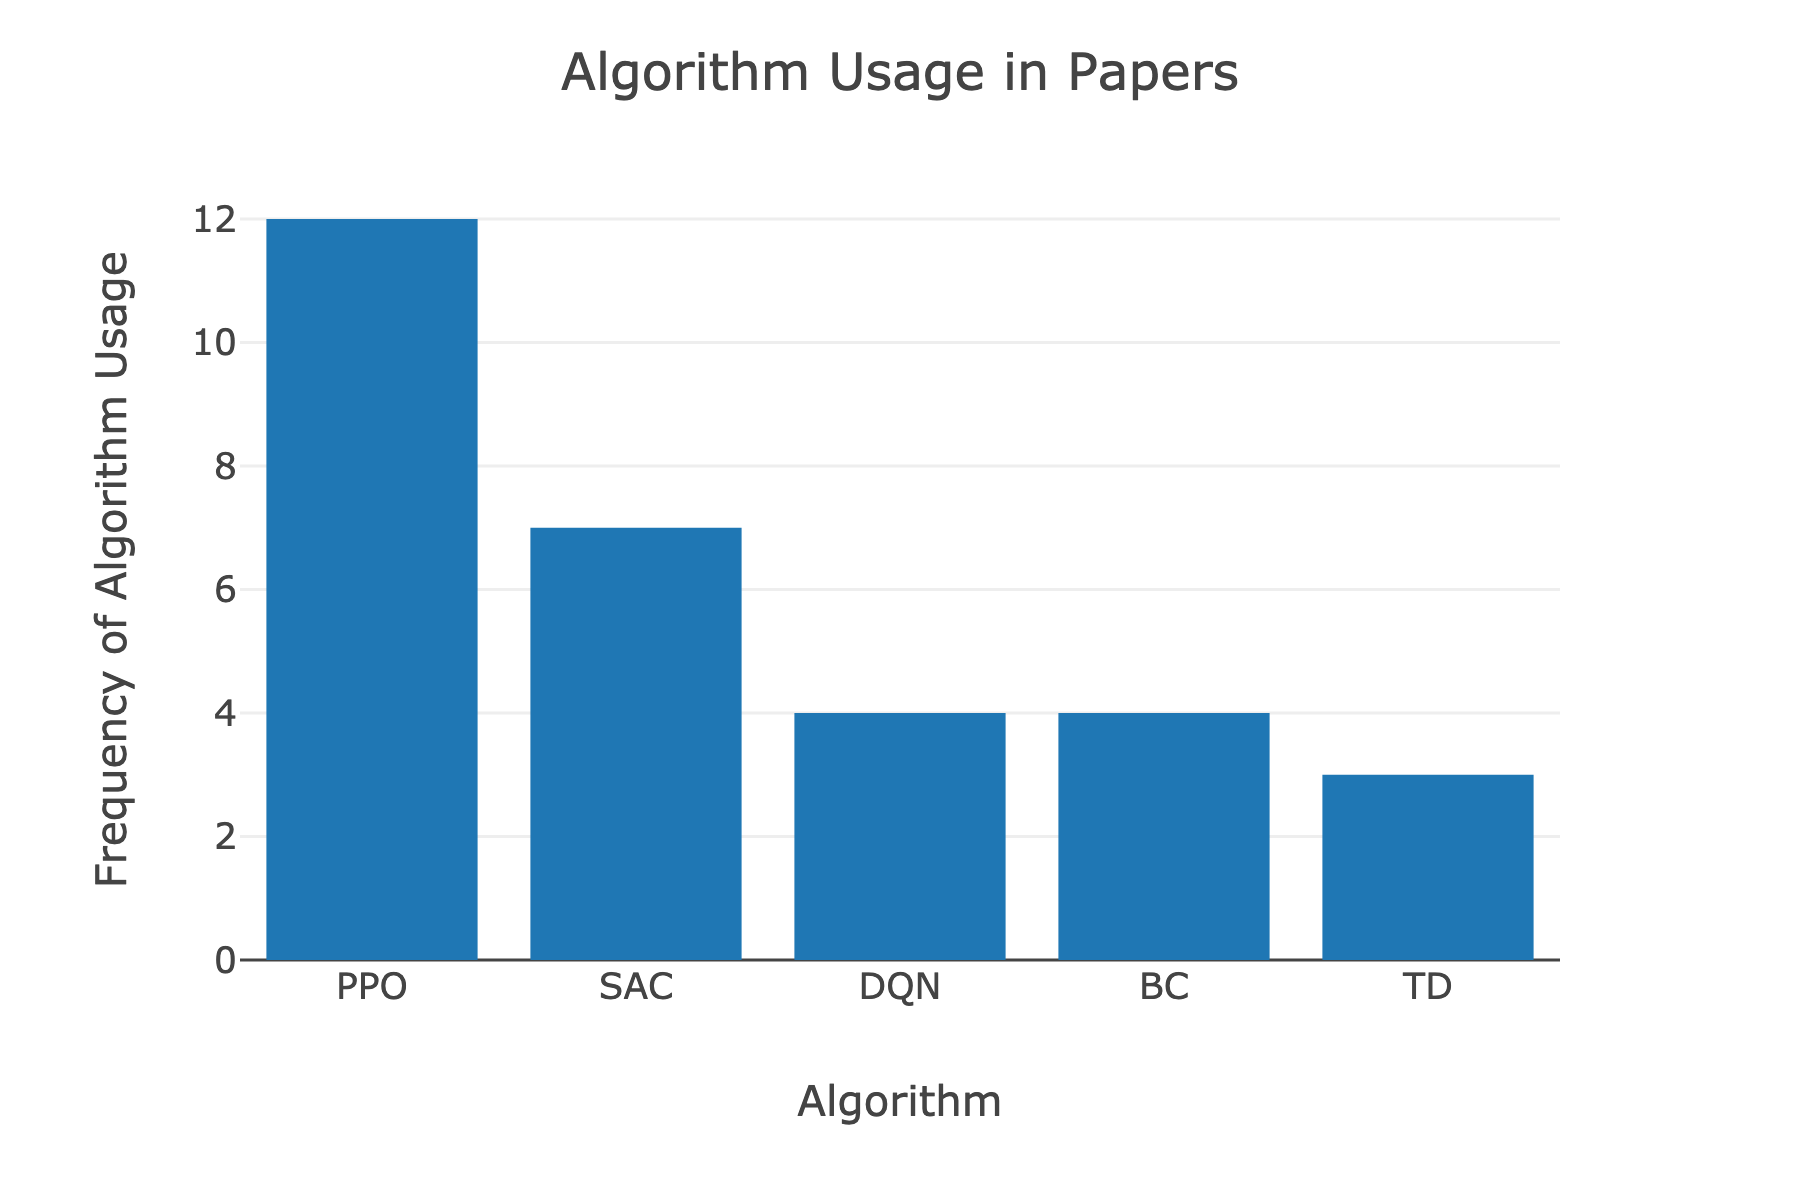 Algorithm Usage in Papers
Frequency of Algorithm Usage
12
10
8
6
4
2
0
PPO SAC DQN BC TD
Algorithm